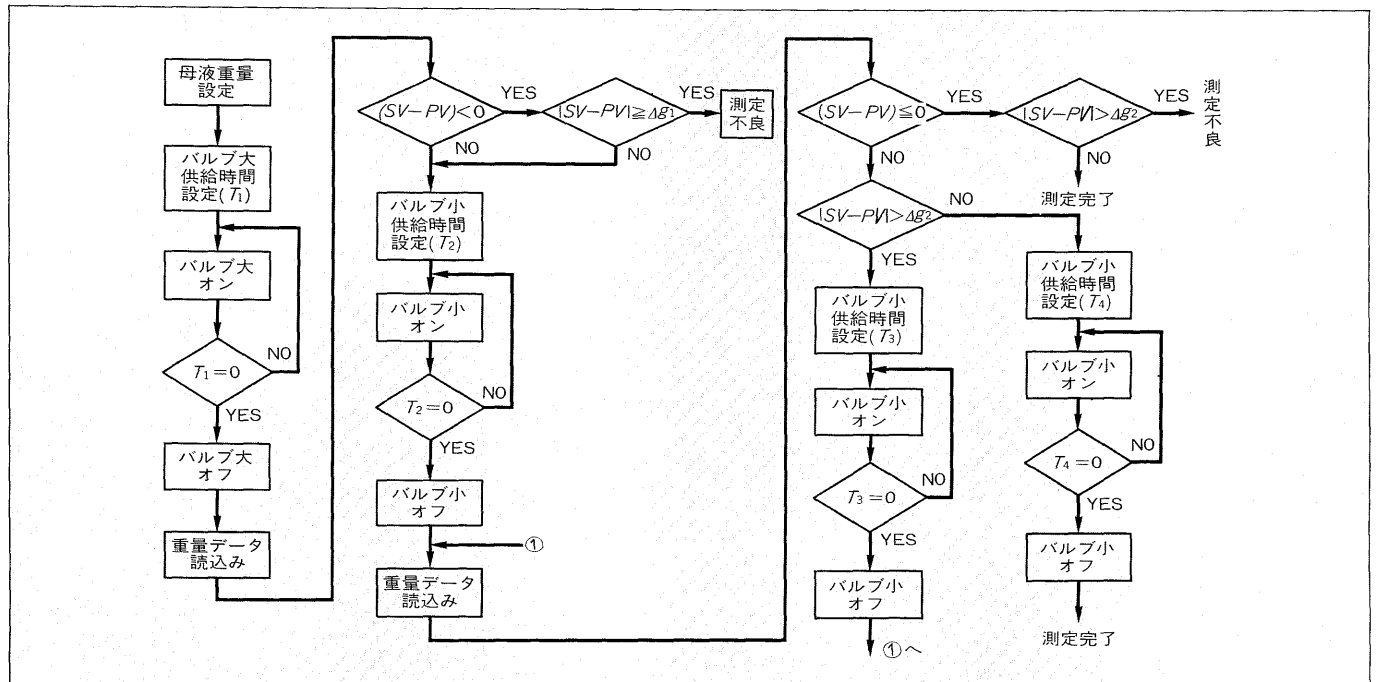 母液重量
設定
バルブ大
供給時間
設定(T₁)
バルブ大
オン
T₁=0
NO
YES
バルブ大
オフ
重量データ
読込み
(SV−PV)<0
YES
NO
|SV−PV|≧Δg₁
YES
NO
測定
不良
バルブ小
供給時間
設定(T₂)
バルブ小
オン
T₂=0
NO
YES
バルブ小
オフ
①
重量データ
読込み
(SV−PV)≦0
YES
NO
|SV−PV|>Δg₂
YES
NO
測定不良
測定完了
|SV−PV|>Δg₂
NO
YES
バルブ小
供給時間
設定(T₃)
バルブ小
オン
T₃=0
NO
YES
バルブ小
オフ
①へ
バルブ小
供給時間
設定(T₄)
バルブ小
オン
T₄=0
NO
YES
バルブ小
オフ
測定完了